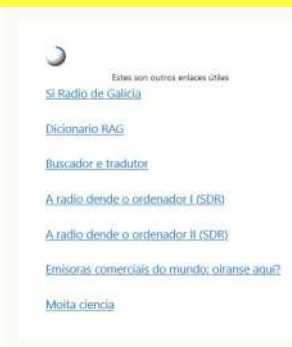 Estes son outros enlaces útiles
Si Radio de Galicia
Dicionario RAG
Buscador e tradutor
A radio dende o ordenador I (SDR)
A radio dende o ordenador II (SDR)
Emisoras comerciais do mundo; oiranse aquí?
Moita ciencia